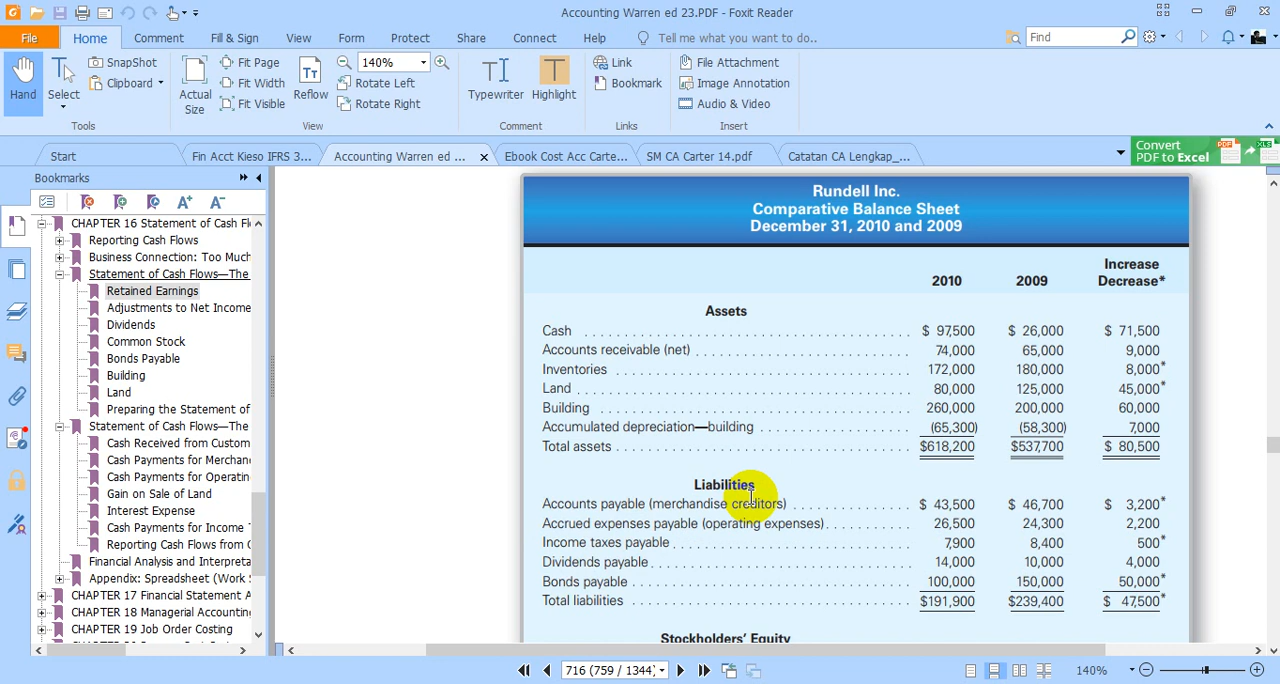 Accounting Warren ed 23.PDF - Foxit Reader
File Home Comment Fill & Sign View Form Protect Share Connect Help Tell me what you want to do.. Find
Hand
Select
SnapShot
Clipboard
Tools
Actual
Size
Fit Page
Fit Width
Fit Visible
Reflow
140%
Rotate Left
Rotate Right
View
Typewriter
Highlight
Comment
Link
Bookmark
Links
File Attachment
Image Annotation
Audio & Video
Insert
Start Fin Acct Kieso IFRS 3... Accounting Warren ed ... Ebook Cost Acc Carte... SM CA Carter 14.pdf Catatan CA Lengkap_...
Convert
PDF to Excel
PDF XLS
Bookmarks
CHAPTER 16 Statement of Cash Fl
Reporting Cash Flows
Business Connection: Too Much
Statement of Cash Flows—The
Retained Earnings
Adjustments to Net Income
Dividends
Common Stock
Bonds Payable
Building
Land
Preparing the Statement of
Statement of Cash Flows—The
Cash Received from Custom
Cash Payments for Merchan
Cash Payments for Operatin
Gain on Sale of Land
Interest Expense
Cash Payments for Income
Reporting Cash Flows from
Financial Analysis and Interpreta
Appendix: Spreadsheet (Work
CHAPTER 17 Financial Statement A
CHAPTER 18 Managerial Accountin
CHAPTER 19 Job Order Costing
Rundell Inc.
Comparative Balance Sheet
December 31, 2010 and 2009
Increase
2010 2009 Decrease*
Assets
Cash $ 97,500 $ 26,000 $ 71,500
Accounts receivable (net) 74,000 65,000 9,000
Inventories 172,000 180,000 8,000*
Land 80,000 125,000 45,000*
Building 260,000 200,000 60,000
Accumulated depreciation—building (65,300) (58,300) 7,000
Total assets $618,200 $537,700 $ 80,500
Liabilities
Accounts payable (merchandise creditors) $ 43,500 $ 46,700 $ 3,200*
Accrued expenses payable (operating expenses) 26,500 24,300 2,200
Income taxes payable 7,900 8,400 500*
Dividends payable 14,000 10,000 4,000
Bonds payable 100,000 150,000 50,000*
Total liabilities $191,900 $239,400 $ 47,500*
Stockholders' Equity
716 (759 / 1344) 140%